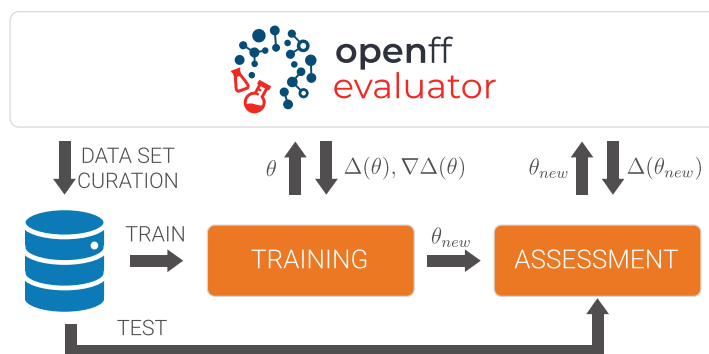 openff
evaluator
DATA SET
CURATION
θ
Δ(θ), ∇Δ(θ)
θ_new
Δ(θ_new)
TRAIN
TRAINING
θ_new
ASSESSMENT
TEST